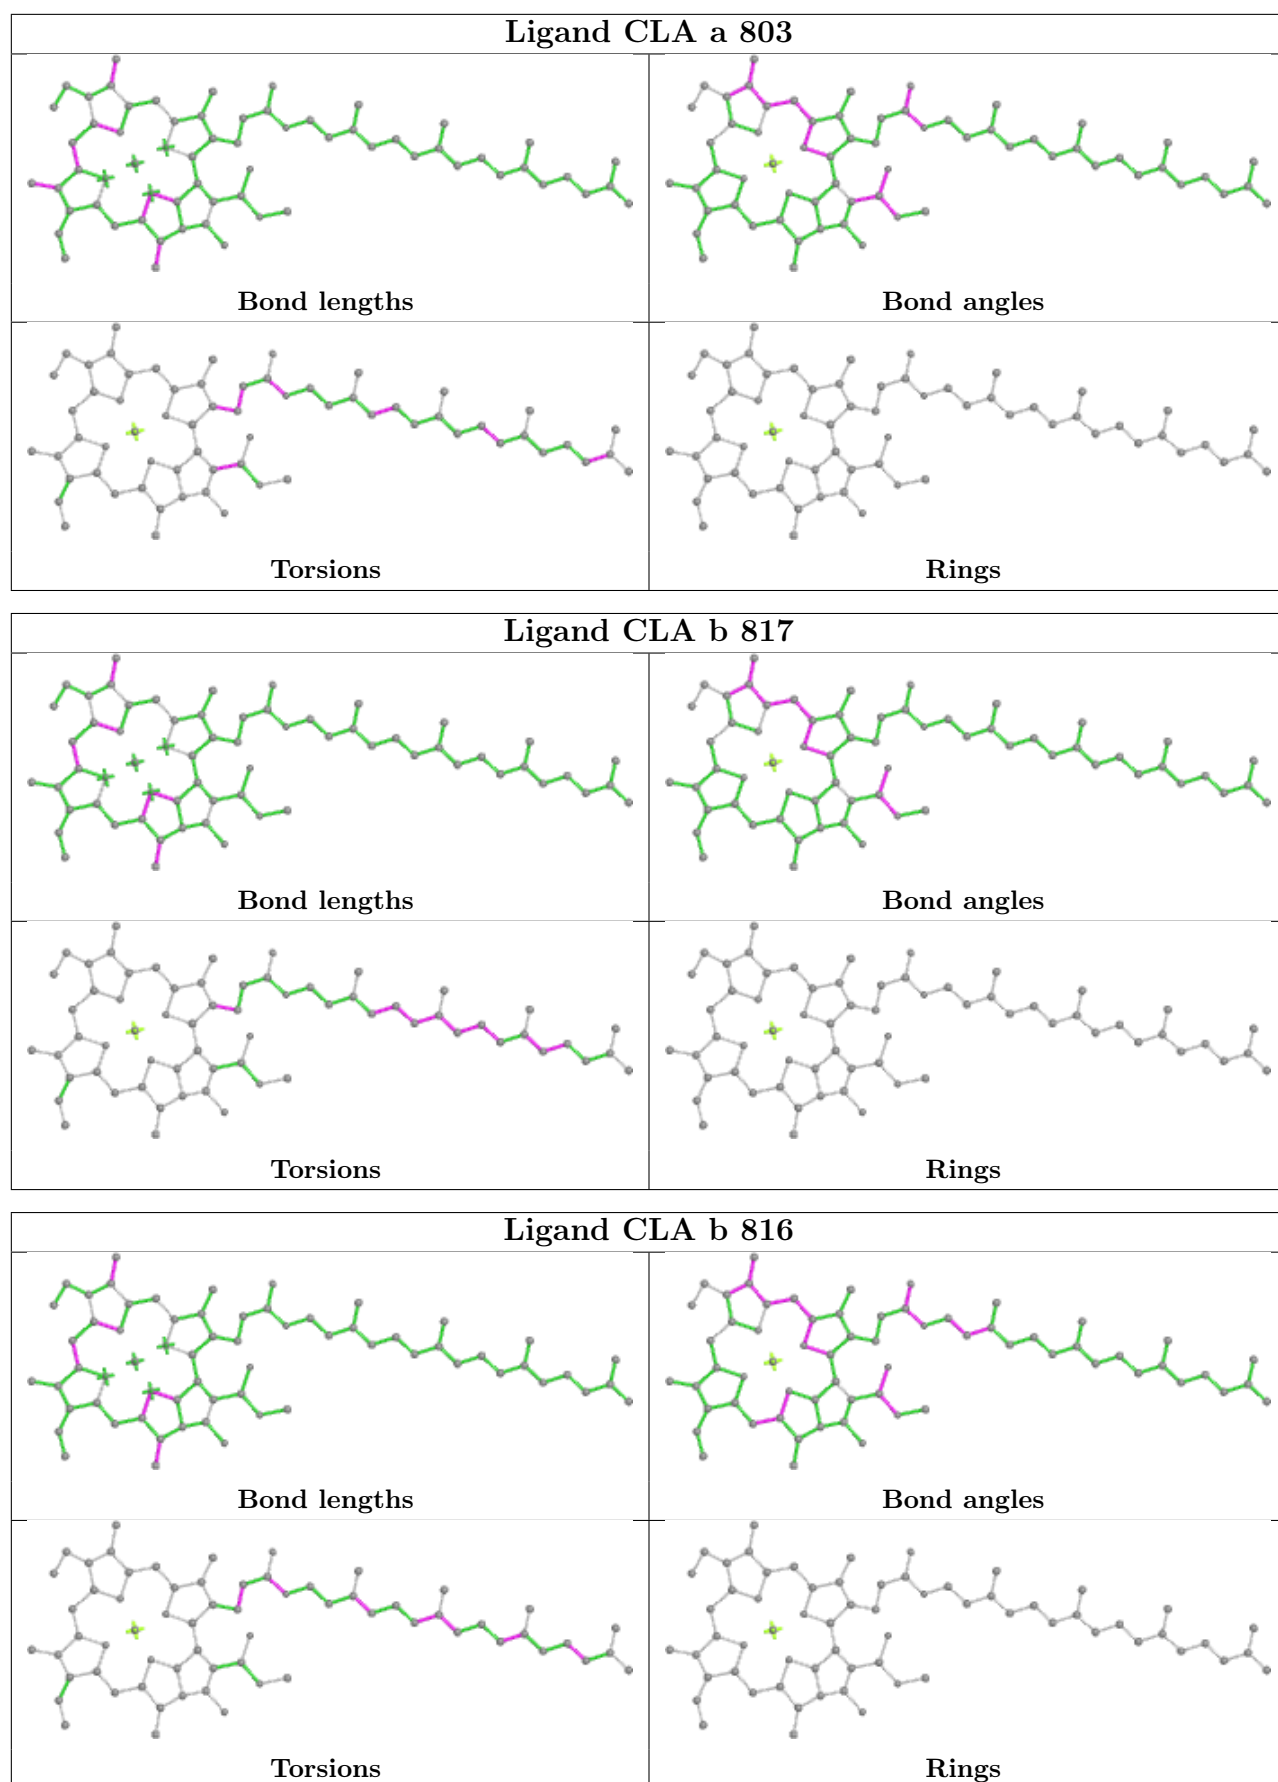 Ligand CLA a 803
Bond lengths
Bond angles
Torsions
Rings
Ligand CLA b 817
Bond lengths
Bond angles
Torsions
Rings
Ligand CLA b 816
Bond lengths
Bond angles
Torsions
Rings